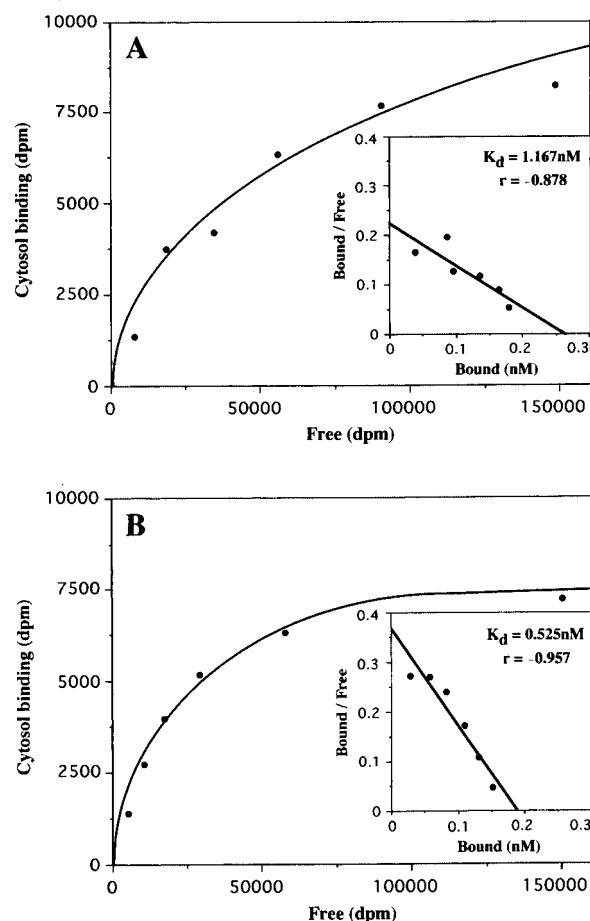 A
10000
7500
5000
2500
0
Cytosol binding (dpm)
0 50000 100000 150000
Free (dpm)
0.4
0.3
0.2
0.1
0
Bound / Free
Kd = 1.167nM
r = -0.878
0 0.1 0.2 0.3
Bound (nM)
B
10000
7500
5000
2500
0
Cytosol binding (dpm)
0 50000 100000 150000
Free (dpm)
0.4
0.3
0.2
0.1
0
Bound / Free
Kd = 0.525nM
r = -0.957
0 0.1 0.2 0.3
Bound (nM)